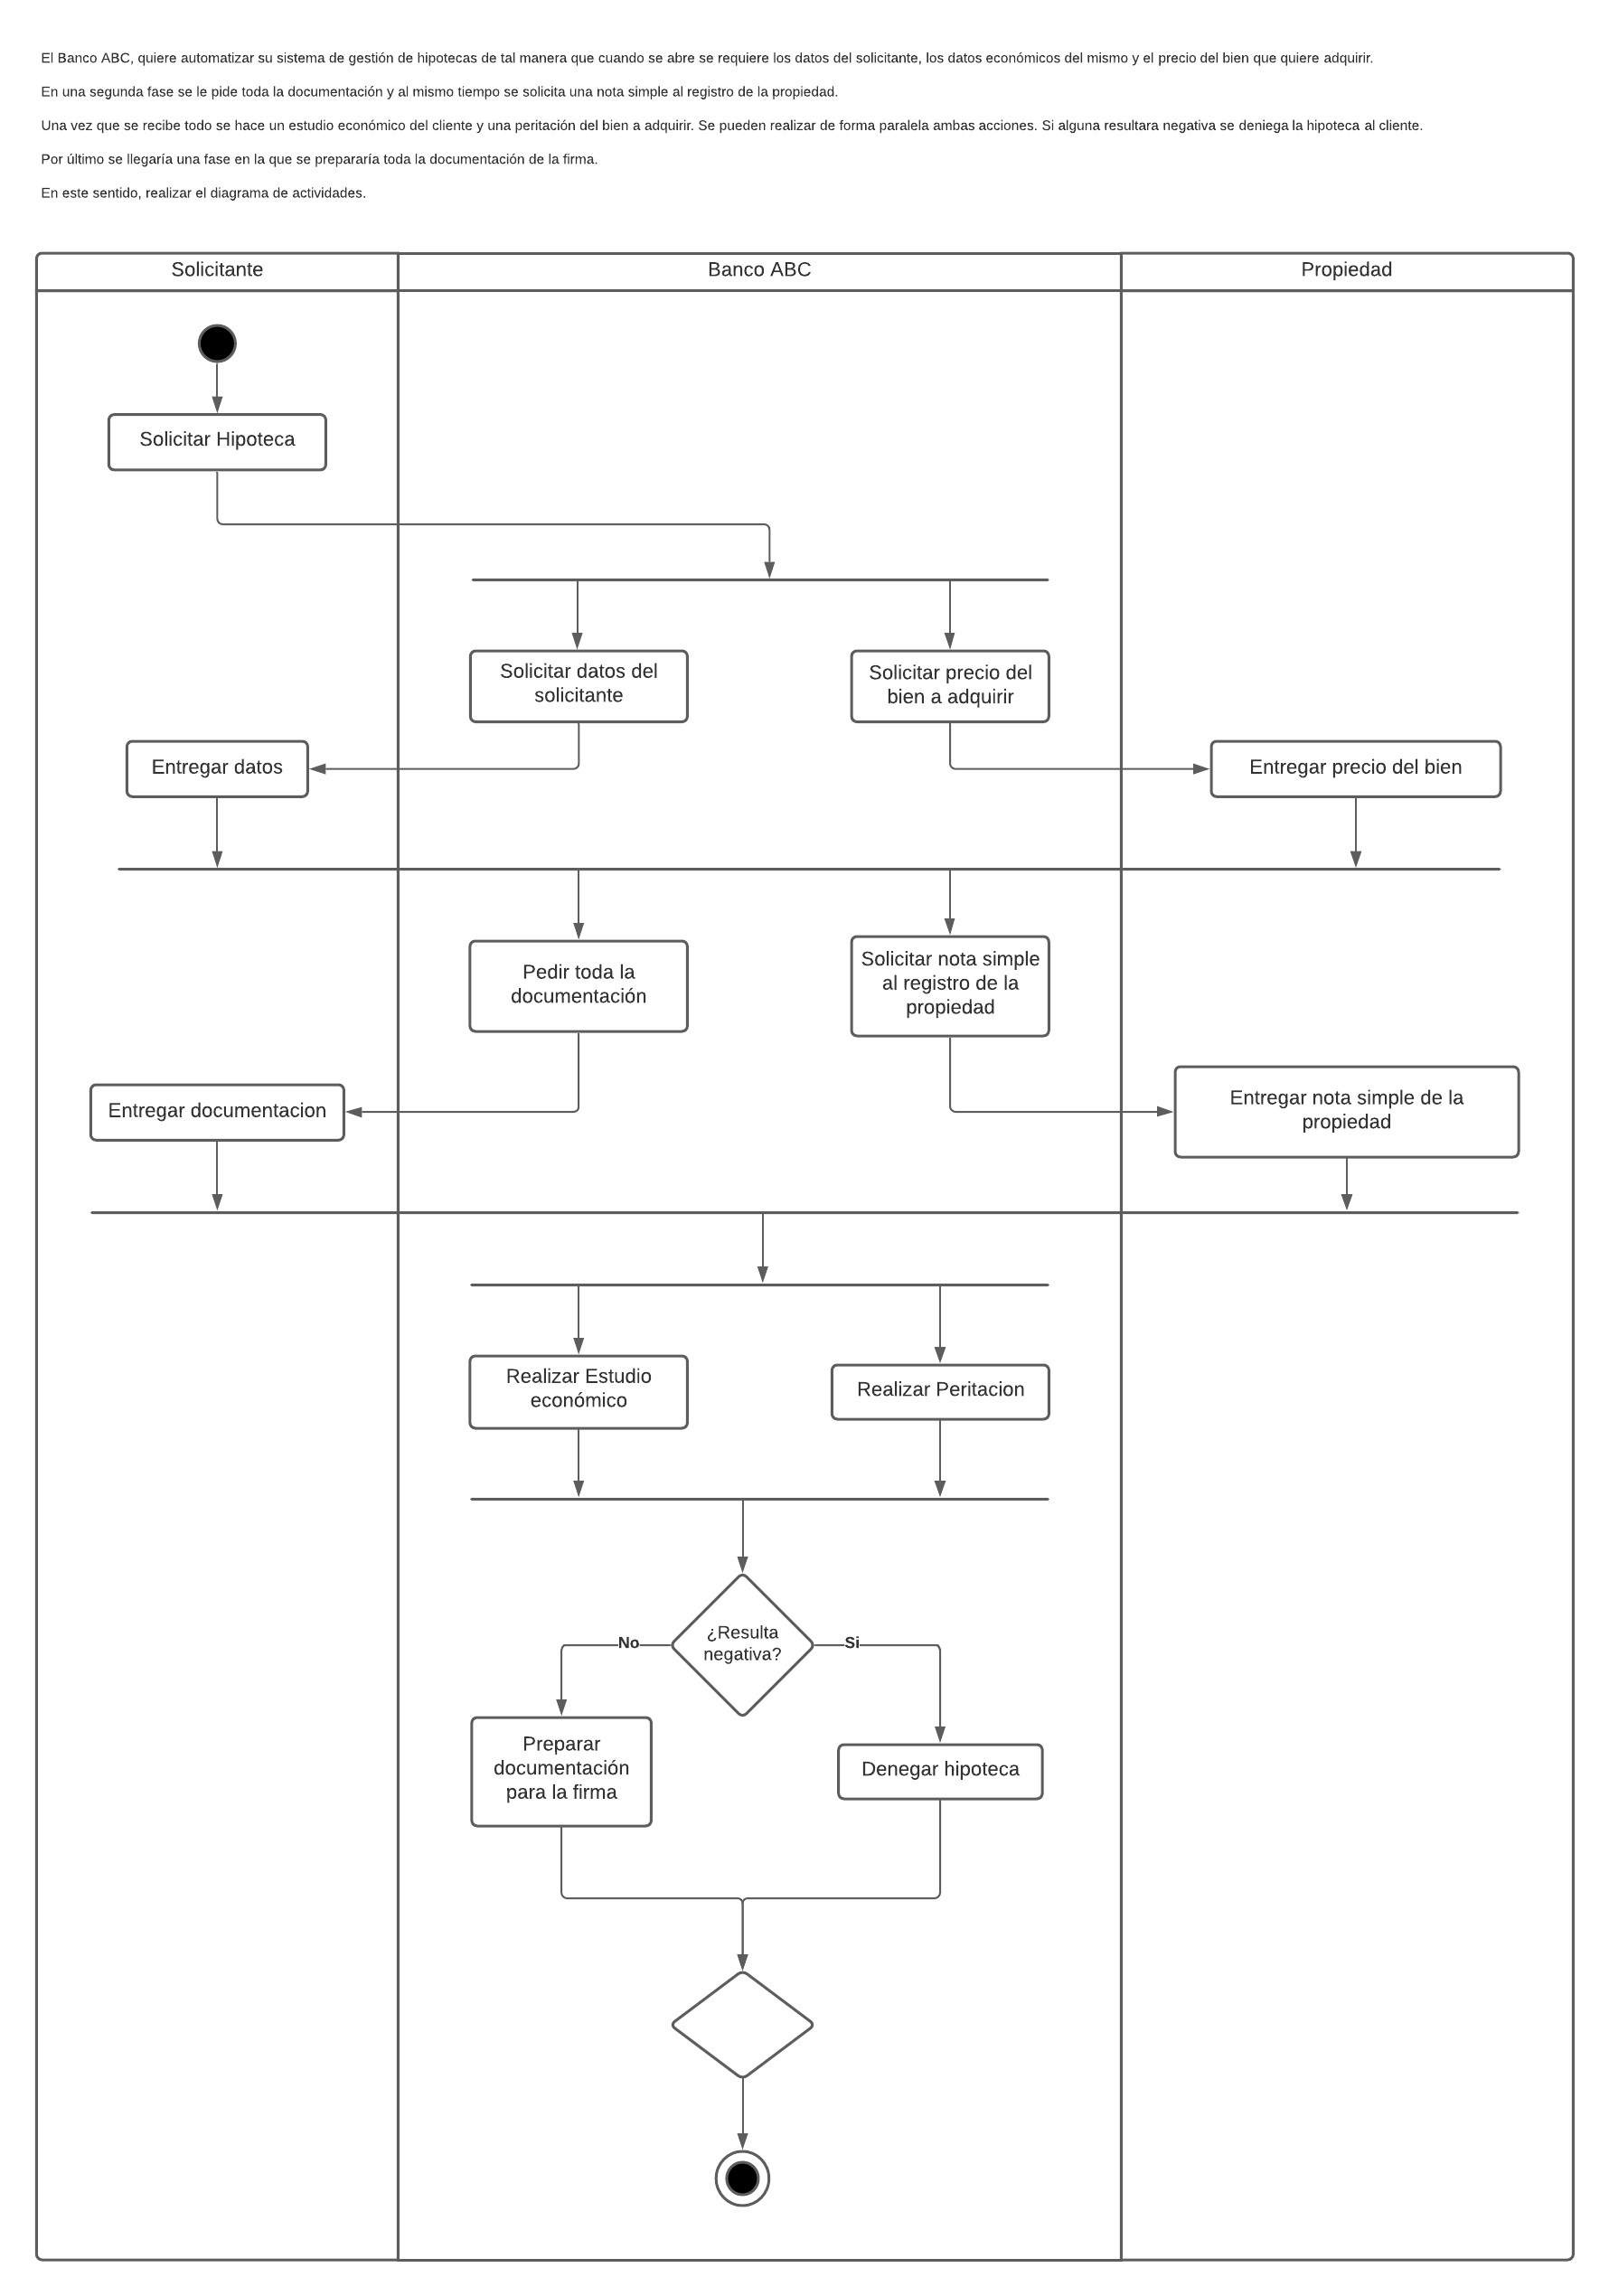 El Banco ABC, quiere automatizar su sistema de gestión de hipotecas de tal manera que cuando se abre se requiere los datos del solicitante, los datos económicos del mismo y el precio del bien que quiere adquirir.
En una segunda fase se le pide toda la documentación y al mismo tiempo se solicita una nota simple al registro de la propiedad.
Una vez que se recibe todo se hace un estudio económico del cliente y una peritación del bien a adquirir. Se pueden realizar de forma paralela ambas acciones. Si alguna resultara negativa se deniega la hipoteca al cliente.
Por último se llegaría una fase en la que se prepararía toda la documentación de la firma.
En este sentido, realizar el diagrama de actividades.
Solicitante
Banco ABC
Propiedad
Solicitar Hipoteca
Solicitar datos del
solicitante
Solicitar precio del
bien a adquirir
Entregar datos
Entregar precio del bien
Pedir toda la
documentación
Solicitar nota simple
al registro de la
propiedad
Entregar documentacion
Entregar nota simple de la
propiedad
Realizar Estudio
económico
Realizar Peritacion
¿Resulta
negativa?
No
Si
Preparar
documentación
para la firma
Denegar hipoteca